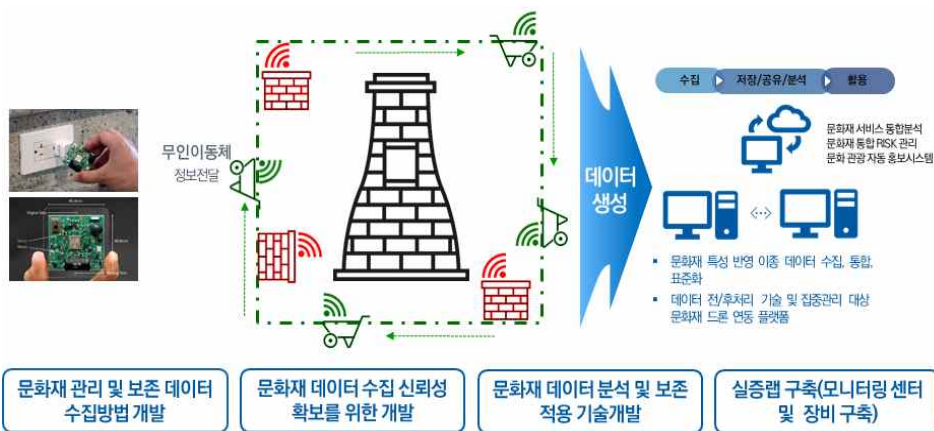 수집 저장/공유/분석 활용
문화재 서비스 통합분석
문화재 통합 RISK 관리
문화 관광 자동 홍보시스템
무인이동체
정보전달
데이터
생성
문화재 특성 반영 이종 데이터 수집, 통합,
표준화
데이터 전/후처리 기술 및 집중관리 대상
문화재 드론 연동 플랫폼
문화재 관리 및 보존 데이터
수집방법 개발
문화재 데이터 수집 신뢰성
확보를 위한 개발
문화재 데이터 분석 및 보존
적용 기술개발
실증랩 구축(모니터링 센터
및 장비 구축)